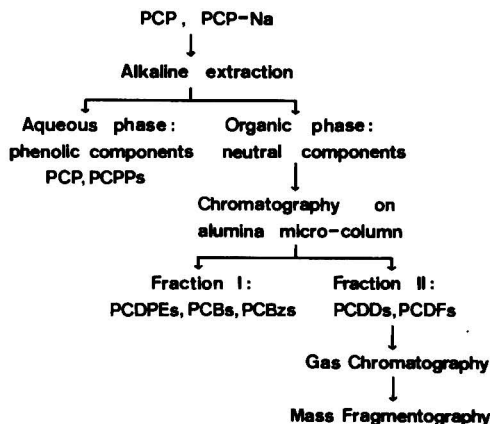 PCP, PCP-Na
Alkaline extraction
Aqueous phase:
phenolic components
PCP, PCPPs
Organic phase:
neutral components
Chromatography on
alumina micro-column
Fraction I:
PCDPEs, PCBs, PCBzs
Fraction II:
PCDDs, PCDFs
Gas Chromatography
Mass Fragmentography